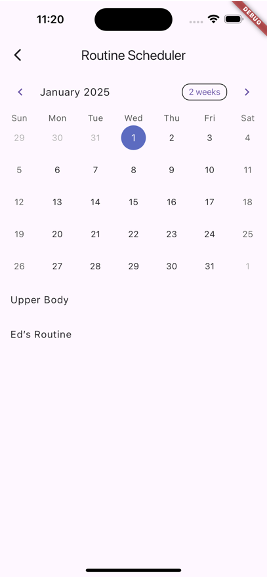 11:20
DEBUG
Routine Scheduler
January 2025 2 weeks
Sun Mon Tue Wed Thu Fri Sat
29 30 31 1 2 3 4
5 6 7 8 9 10 11
12 13 14 15 16 17 18
19 20 21 22 23 24 25
26 27 28 29 30 31 1
Upper Body
Ed's Routine